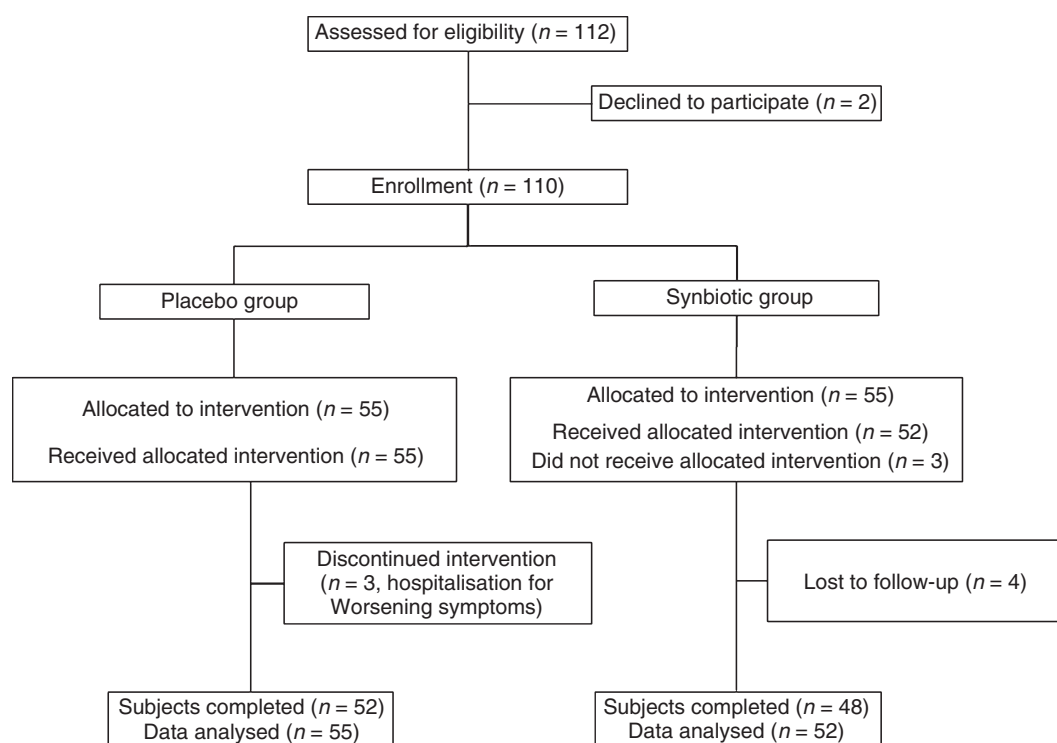 Assessed for eligibility (n = 112)
Declined to participate (n = 2)
Enrollment (n = 110)
Placebo group
Synbiotic group
Allocated to intervention (n = 55)
Received allocated intervention (n = 55)
Allocated to intervention (n = 55)
Received allocated intervention (n = 52)
Did not receive allocated intervention (n = 3)
Discontinued intervention
(n = 3, hospitalisation for
Worsening symptoms)
Lost to follow-up (n = 4)
Subjects completed (n = 52)
Data analysed (n = 55)
Subjects completed (n = 48)
Data analysed (n = 52)